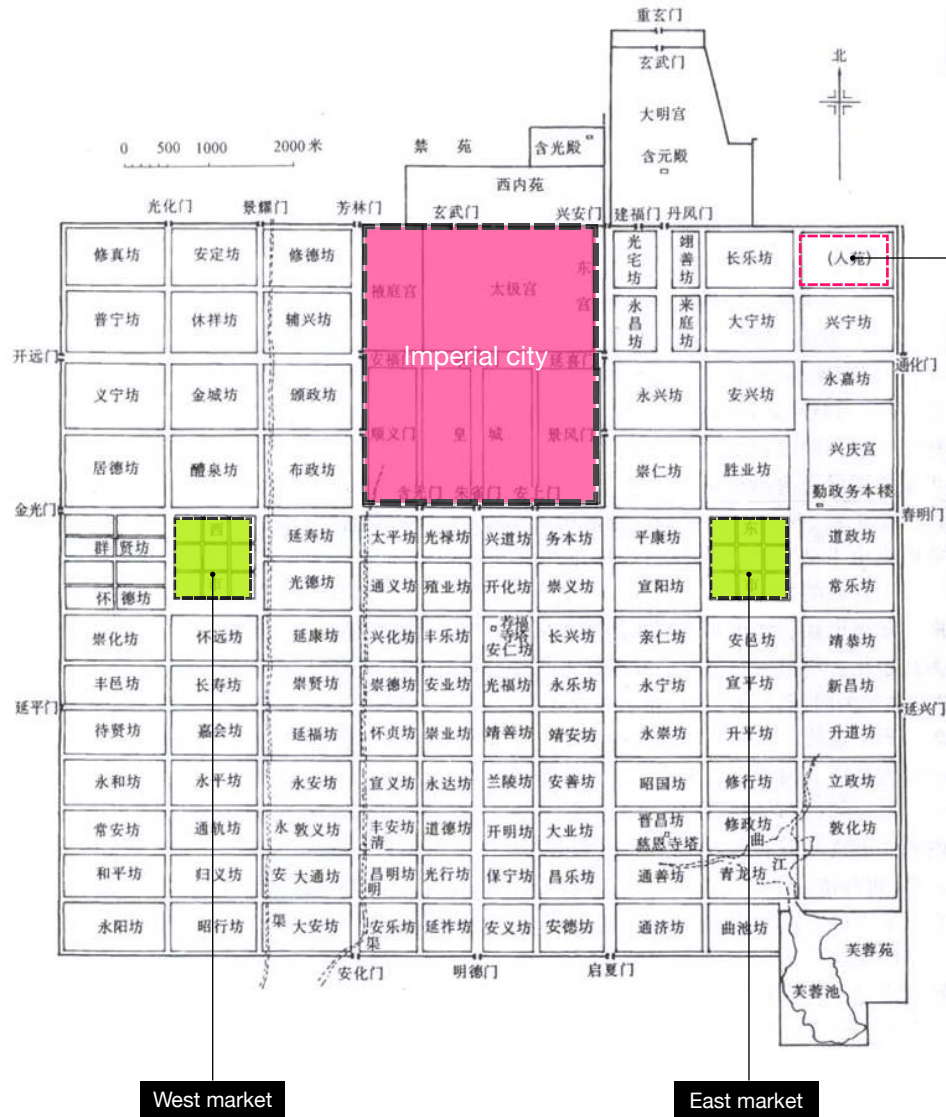 重玄门
玄武门
北
大明宫
0 500 1000 2000 米
禁苑
含光殿
含元殿
西内苑
光化门 景耀门 芳林门 玄武门 兴安门 建福门 丹凤门
修真坊 安定坊 修德坊 掖庭宫 太极宫 东宫 光宅坊 翊善坊 长乐坊 (入苑)
普宁坊 休祥坊 辅兴坊 永昌坊 来庭坊 大宁坊 兴宁坊
开远门 安福门 Imperial city 延喜门 通化门
义宁坊 金城坊 颁政坊 永兴坊 安兴坊 永嘉坊
顺义门 皇城 景风门 兴庆宫
居德坊 醴泉坊 布政坊 崇仁坊 胜业坊
勤政务本楼
金光门 含光门 朱雀门 安上门 春明门
群贤坊 西市 延寿坊 太平坊 光禄坊 兴道坊 务本坊 平康坊 东市 道政坊
怀德坊 光德坊 通义坊 殖业坊 开化坊 崇义坊 宣阳坊 常乐坊
崇化坊 怀远坊 延康坊 兴化坊 丰乐坊 荐福寺塔 安仁坊 长兴坊 亲仁坊 安邑坊 靖恭坊
丰邑坊 长寿坊 崇贤坊 崇德坊 安业坊 光福坊 永乐坊 永宁坊 宣平坊 新昌坊
延平门 延兴门
待贤坊 嘉会坊 延福坊 怀贞坊 崇业坊 靖善坊 靖安坊 永崇坊 升平坊 升道坊
永和坊 永平坊 永安坊 宣义坊 永达坊 兰陵坊 安善坊 昭国坊 修行坊 立政坊
常安坊 通轨坊 敦义坊 丰安坊 道德坊 开明坊 大业坊 晋昌坊 慈恩寺塔 修政坊 敦化坊
和平坊 归义坊 大通坊 昌明坊 光行坊 保宁坊 昌乐坊 通善坊 青龙坊
永阳坊 昭行坊 大安坊 安乐坊 延祚坊 安义坊 安德坊 通济坊 曲池坊
永安渠
清明渠
曲江
安化门 明德门 启夏门
芙蓉苑
芙蓉池
West market
East market